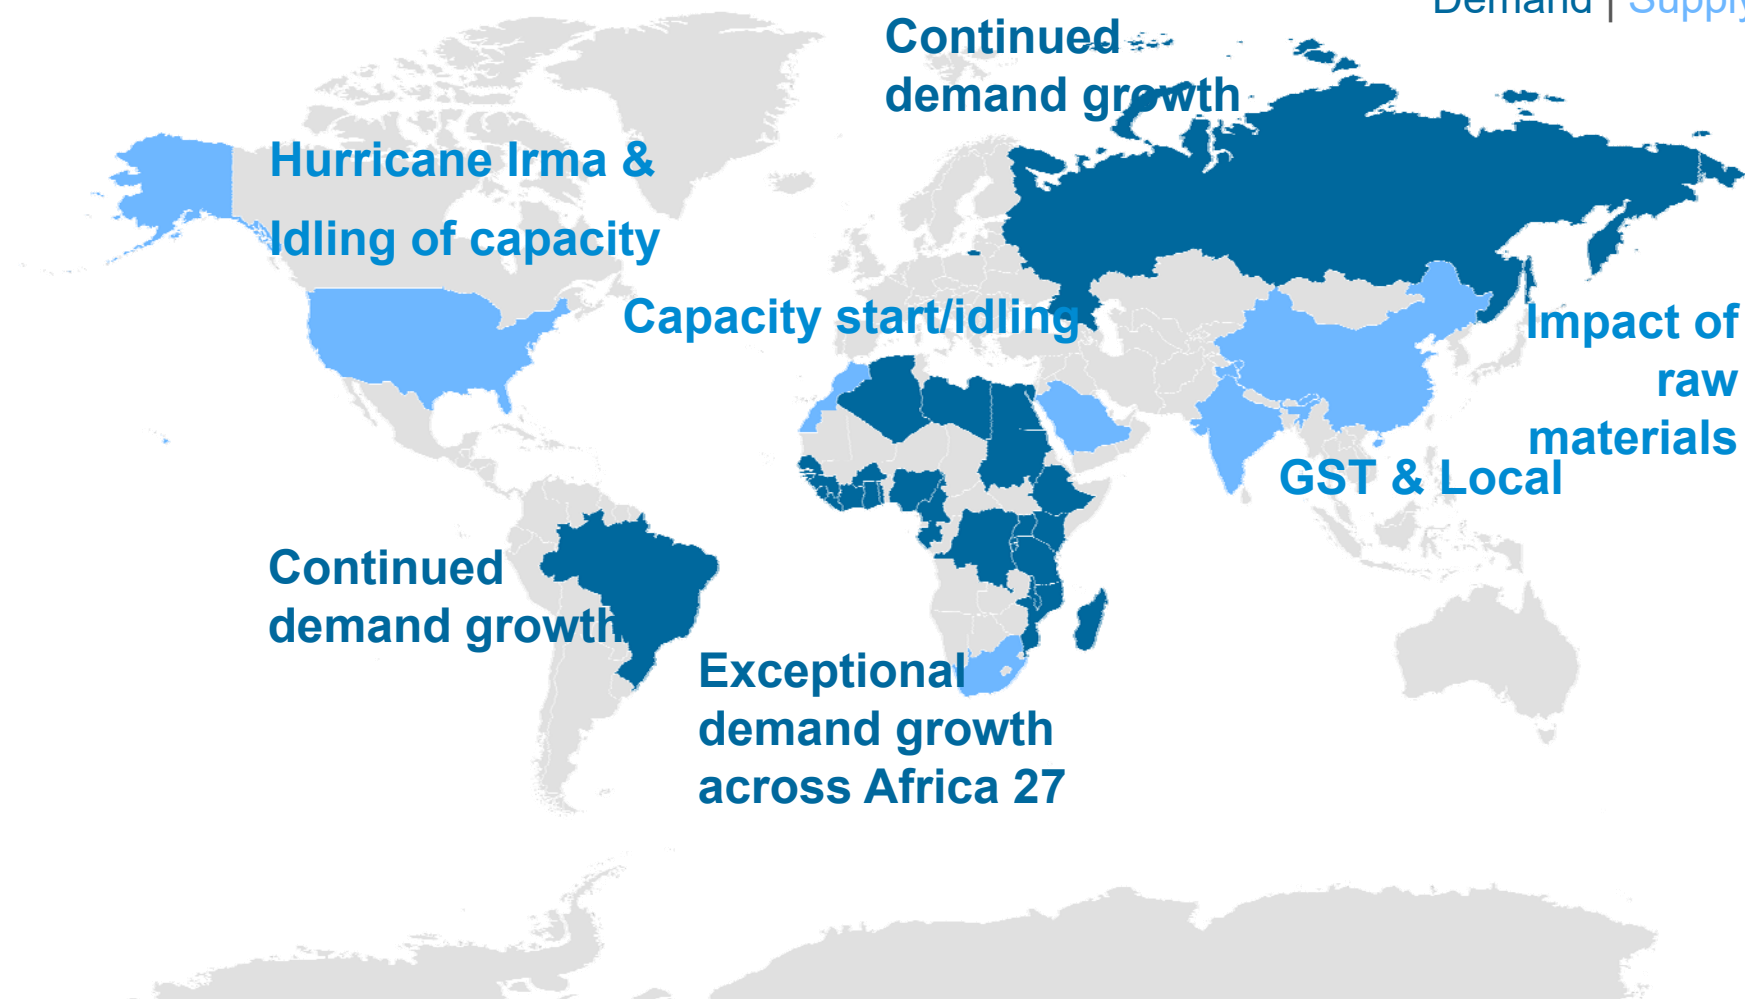 Demand | Supply
Continued
demand growth
Hurricane Irma &
Idling of capacity
Capacity start/idling
Impact of
raw
materials
GST & Local
Continued
demand growth
Exceptional
demand growth
across Africa 27